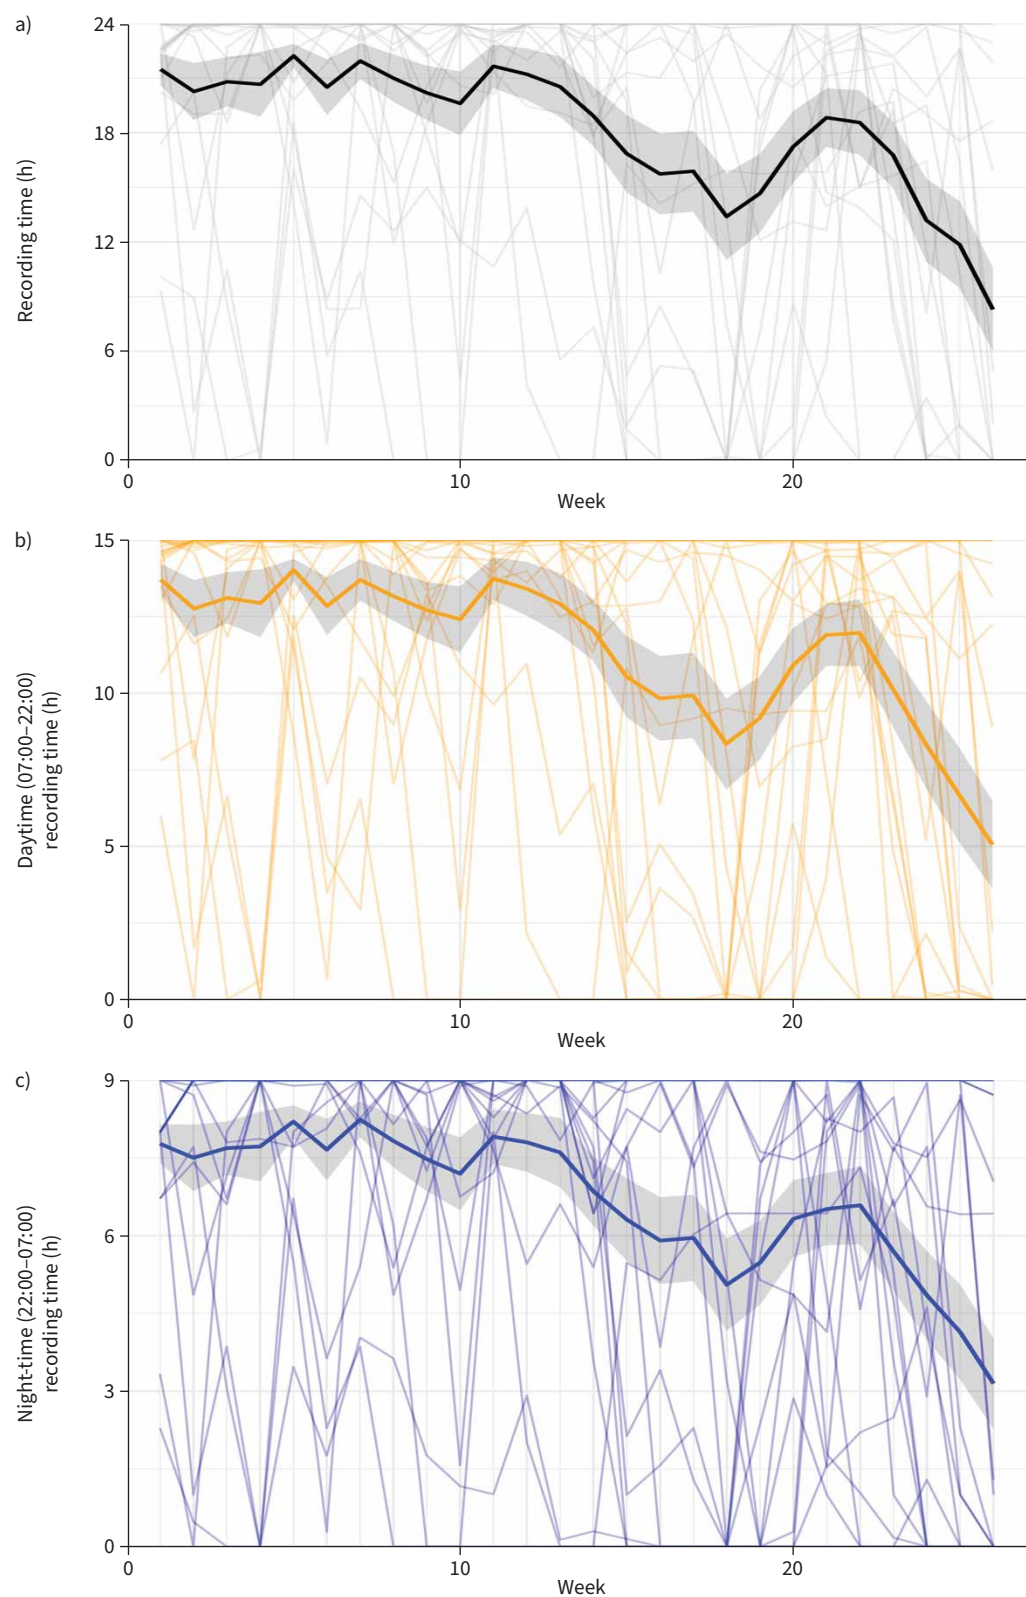 a)
24
18
12
6
0
Recording time (h)
0
10
20
Week
b)
15
10
5
0
Daytime (07:00–22:00)
recording time (h)
0
10
20
Week
c)
9
6
3
0
Night-time (22:00–07:00)
recording time (h)
0
10
20
Week